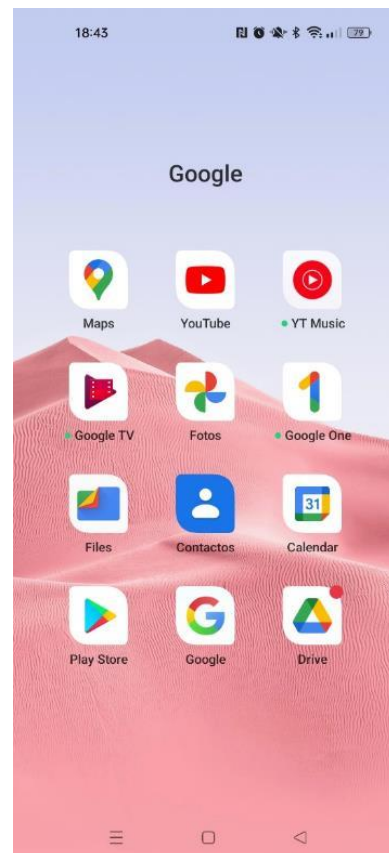 18:43
79
Google
Maps
YouTube
YT Music
Google TV
Fotos
Google One
Files
Contactos
31
Calendar
Play Store
Google
Drive